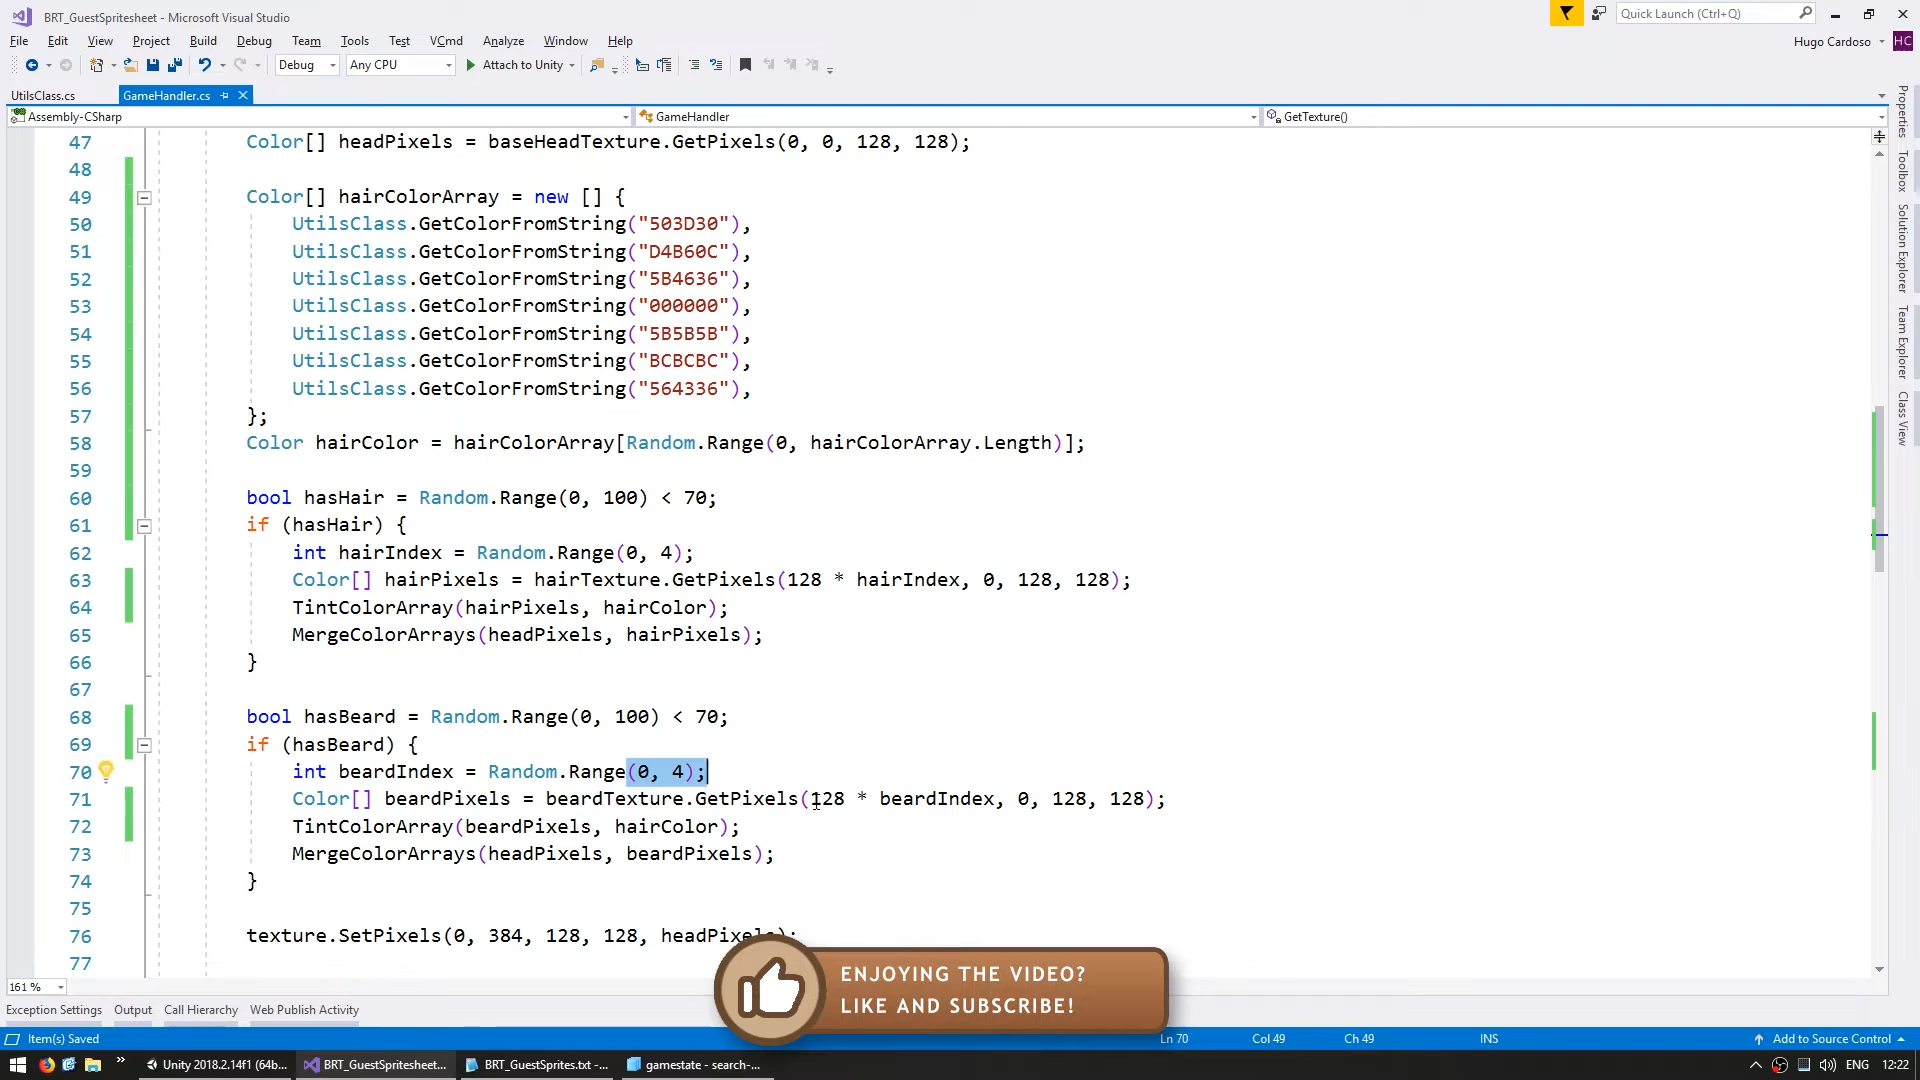 BRT_GuestSpritesheet - Microsoft Visual Studio
Quick Launch (Ctrl+Q)
File Edit View Project Build Debug Team Tools Test VCmd Analyze Window Help
Hugo Cardoso HC
Debug Any CPU Attach to Unity
UtilsClass.cs GameHandler.cs
Assembly-CSharp GameHandler GetTexture()
47 Color[] headPixels = baseHeadTexture.GetPixels(0, 0, 128, 128);
48
49 Color[] hairColorArray = new [] {
50 UtilsClass.GetColorFromString("503D30"),
51 UtilsClass.GetColorFromString("D4B60C"),
52 UtilsClass.GetColorFromString("5B4636"),
53 UtilsClass.GetColorFromString("000000"),
54 UtilsClass.GetColorFromString("5B5B5B"),
55 UtilsClass.GetColorFromString("BCBCBC"),
56 UtilsClass.GetColorFromString("564336"),
57 };
58 Color hairColor = hairColorArray[Random.Range(0, hairColorArray.Length)];
59
60 bool hasHair = Random.Range(0, 100) < 70;
61 if (hasHair) {
62 int hairIndex = Random.Range(0, 4);
63 Color[] hairPixels = hairTexture.GetPixels(128 * hairIndex, 0, 128, 128);
64 TintColorArray(hairPixels, hairColor);
65 MergeColorArrays(headPixels, hairPixels);
66 }
67
68 bool hasBeard = Random.Range(0, 100) < 70;
69 if (hasBeard) {
70 int beardIndex = Random.Range(0, 4);
71 Color[] beardPixels = beardTexture.GetPixels(128 * beardIndex, 0, 128, 128);
72 TintColorArray(beardPixels, hairColor);
73 MergeColorArrays(headPixels, beardPixels);
74 }
75
76 texture.SetPixels(0, 384, 128, 128, headPixels);
77
Properties
Toolbox
Solution Explorer
Team Explorer
Class View
ENJOYING THE VIDEO?
LIKE AND SUBSCRIBE!
161 %
Exception Settings Output Call Hierarchy Web Publish Activity
Item(s) Saved Ln 70 Col 49 Ch 49 INS Add to Source Control
Unity 2018.2.14f1 (64b... BRT_GuestSpritesheet... BRT_GuestSprites.txt -... gamestate - search-... ENG 12:22